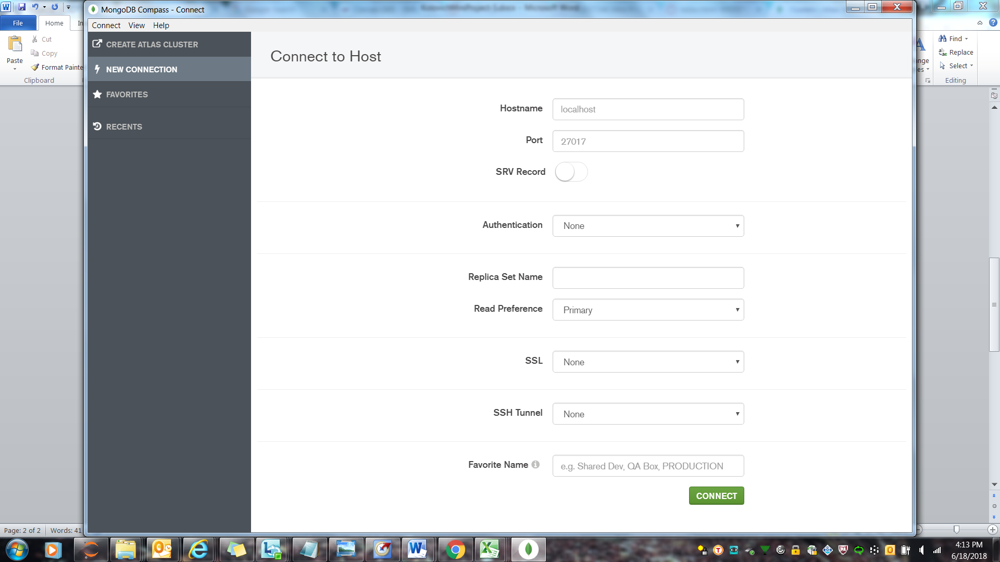 MongoDB Compass - Connect
File
Home
In
Connect View Help
Cut
Copy
Paste
Format Painte
Clipboard
Find
Replace
Select
Editing
nge
es
CREATE ATLAS CLUSTER
NEW CONNECTION
FAVORITES
RECENTS
Connect to Host
Hostname
localhost
Port
27017
SRV Record
Authentication
None
Replica Set Name
Read Preference
Primary
SSL
None
SSH Tunnel
None
Favorite Name
e.g. Shared Dev, QA Box, PRODUCTION
CONNECT
Page: 2 of 2
Words: 41
4:13 PM
6/18/2018